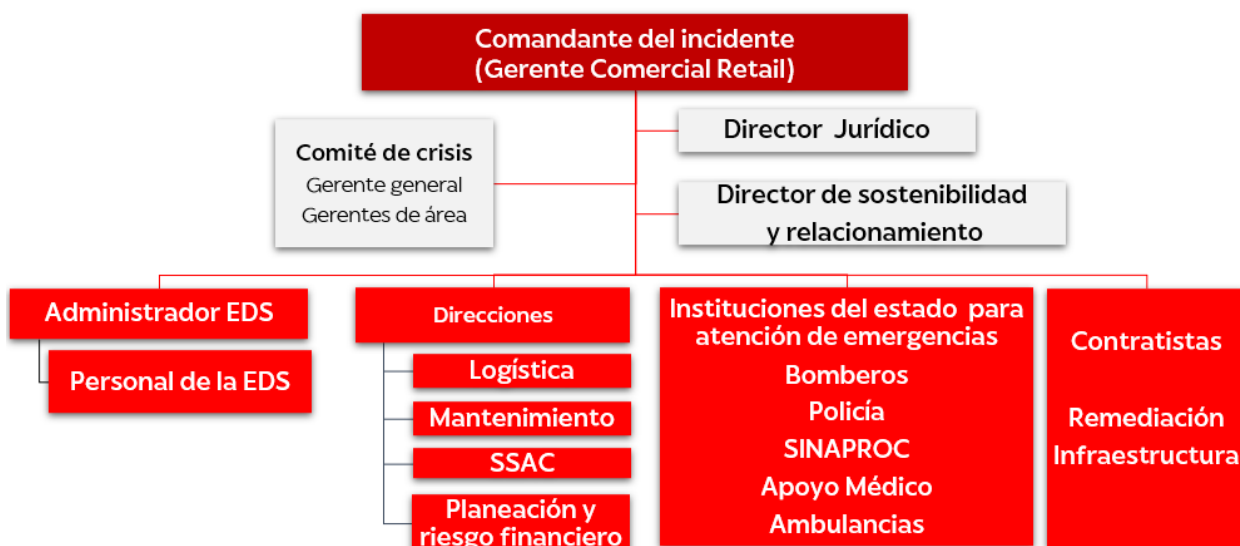 Comandante del incidente
(Gerente Comercial Retail)
Director Jurídico
Comité de crisis
Gerente general
Gerentes de área
Director de sostenibilidad
y relacionamiento
Administrador EDS
Personal de la EDS
Direcciones
Logística
Mantenimiento
SSAC
Planeación y
riesgo financiero
Instituciones del estado para
atención de emergencias
Bomberos
Policía
SINAPROC
Apoyo Médico
Ambulancias
Contratistas
Remediación
Infraestructura